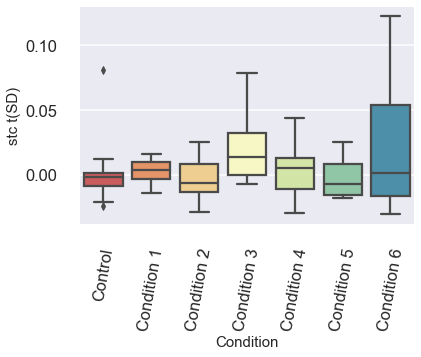 0.10
0.05
0.00
stc t(SD)
Control
Condition 1
Condition 2
Condition 3
Condition 4
Condition 5
Condition 6
Condition